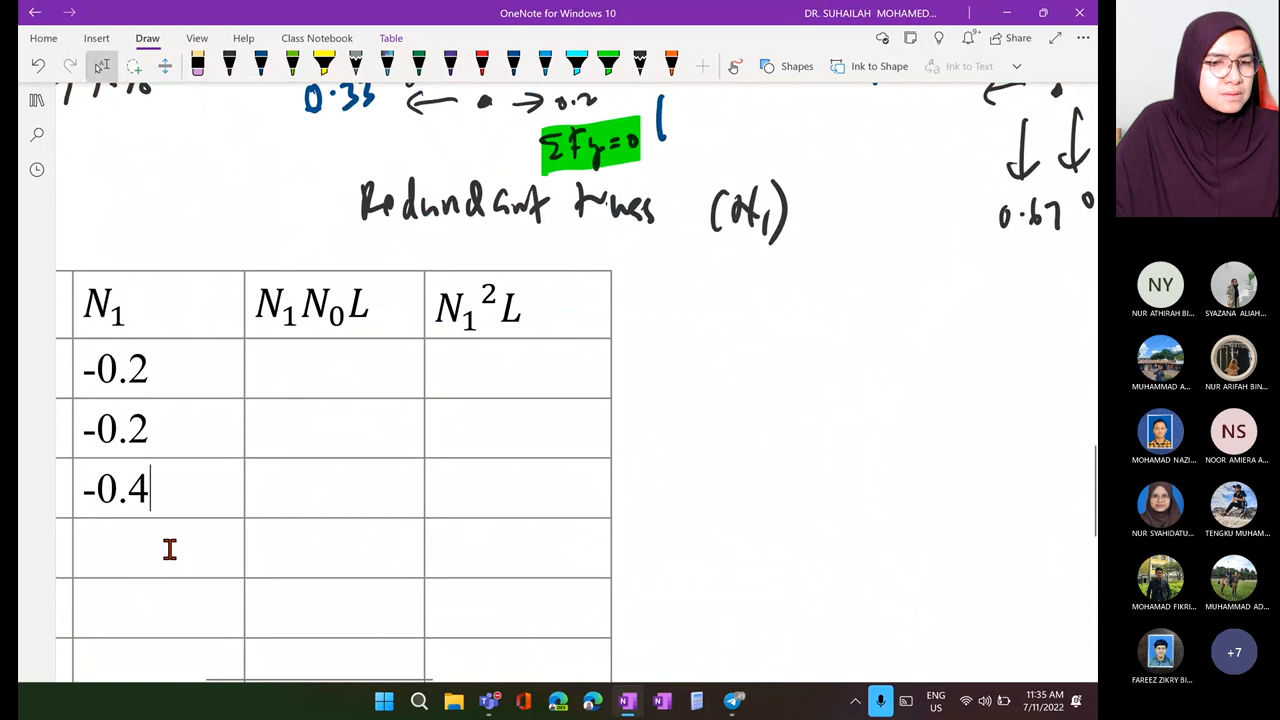 OneNote for Windows 10
DR. SUHAILAH MOHAMED...
Home Insert Draw View Help Class Notebook Table
9+ Share
Shapes Ink to Shape Ink to Text
0.33 0.2
ΣFy=0
Redundant truss (N₁)
0.67
N₁ N₁N₀L N₁²L
-0.2
-0.2
-0.4
NY
NUR ATHIRAH BI...
SYAZANA ALIAH...
MUHAMMAD A...
NUR ARIFAH BIN...
NS
MOHAMAD NAZI...
NOOR AMIERA A...
NUR SYAHIDATU...
TENGKU MUHAM...
MOHAMAD FIKRI...
MUHAMMAD AD...
FAREEZ ZIKRY BI...
+7
ENG
US
11:35 AM
7/11/2022